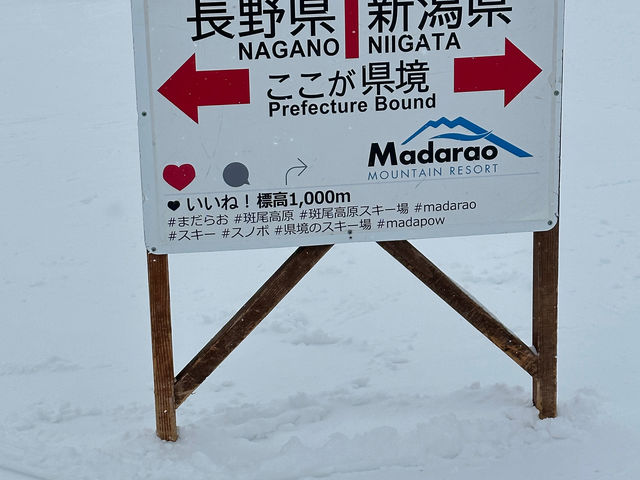 長野県 新潟県
NAGANO NIIGATA
ここが県境
Prefecture Bound
Madarao
MOUNTAIN RESORT
いいね！標高1,000m
#まだらお #斑尾高原 #斑尾高原スキー場 #madarao
#スキー #スノボ #県境のスキー場 #madapow